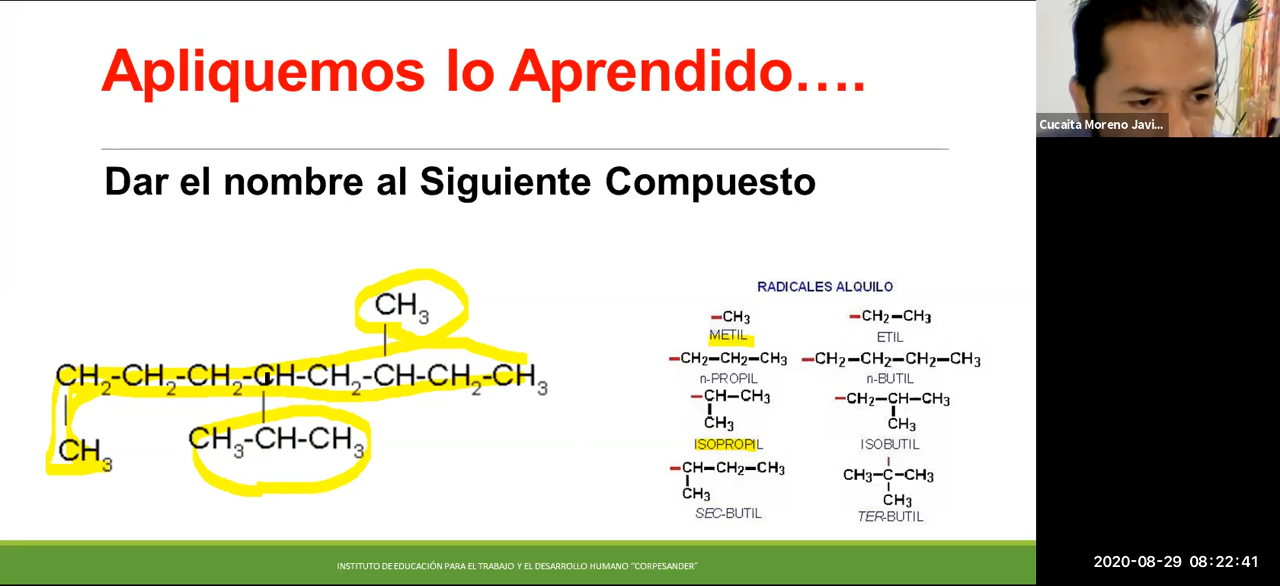 Apliquemos lo Aprendido….
Cucaita Moreno Javi...
Dar el nombre al Siguiente Compuesto
CH3
CH2-CH2-CH2-CH-CH2-CH-CH2-CH3
CH3
CH3-CH-CH3
RADICALES ALQUILO
–CH3
METIL
–CH2–CH3
ETIL
–CH2–CH2–CH3
n-PROPIL
–CH2–CH2–CH2–CH3
n-BUTIL
–CH–CH3
CH3
ISOPROPIL
–CH2–CH–CH3
CH3
ISOBUTIL
–CH–CH2–CH3
CH3
SEC-BUTIL
CH3–C–CH3
CH3
TER-BUTIL
INSTITUTO DE EDUCACIÓN PARA EL TRABAJO Y EL DESARROLLO HUMANO "CORPESANDER"
2020-08-29 08:22:41